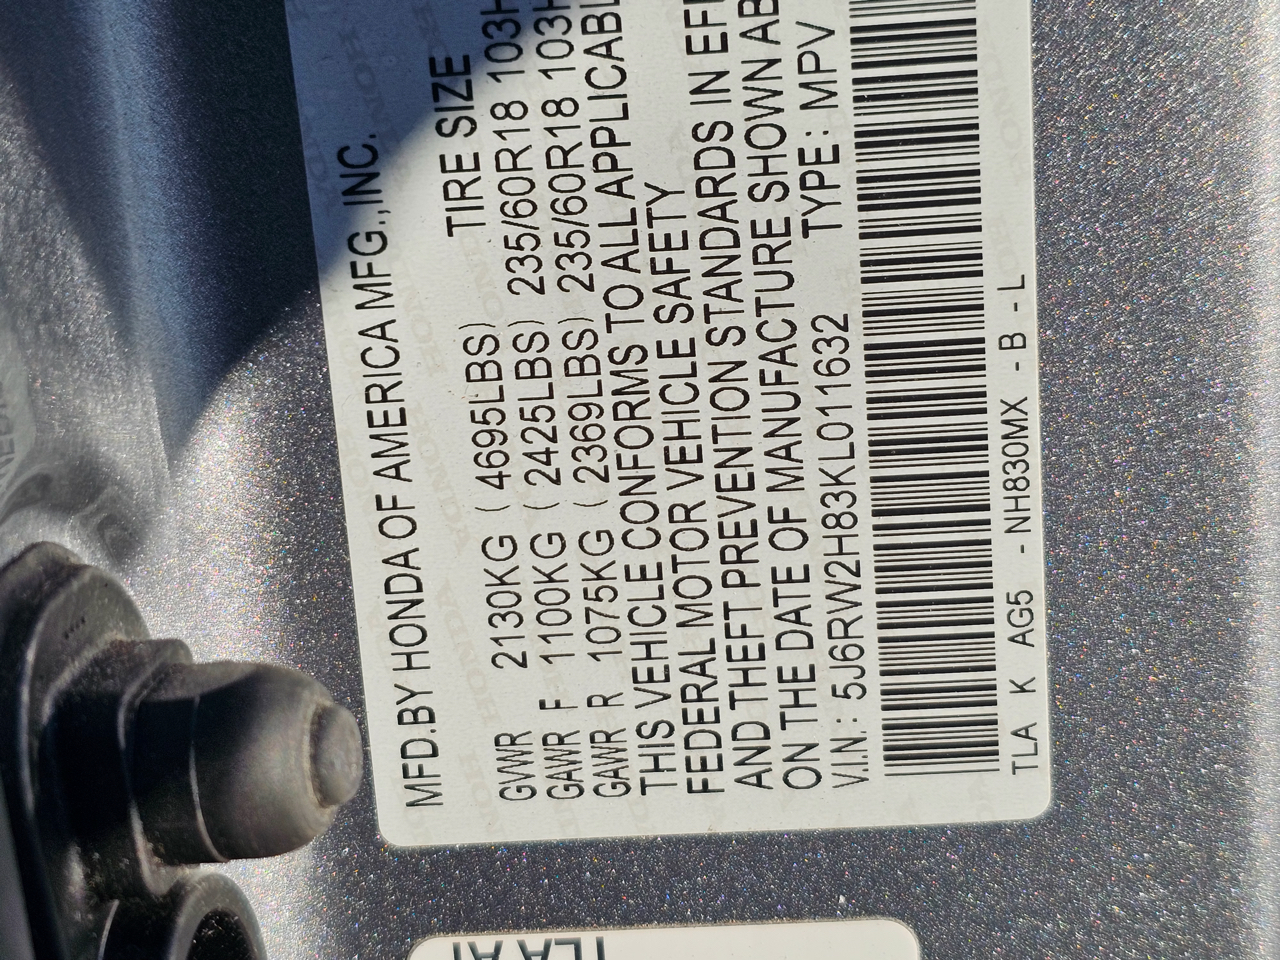 MFD.BY HONDA OF AMERICA MFG.,INC.
TIRE SIZE
GVWR 2130KG ( 4695LBS)
GAWR F 1100KG ( 2425LBS) 235/60R18 103H
GAWR R 1075KG ( 2369LBS) 235/60R18 103H
THIS VEHICLE CONFORMS TO ALL APPLICABL
FEDERAL MOTOR VEHICLE SAFETY
AND THEFT PREVENTION STANDARDS IN EFF
ON THE DATE OF MANUFACTURE SHOWN AB
V.I.N.: 5J6RW2H83KL011632 TYPE: MPV
TLA K AG5 - NH830MX - B - L